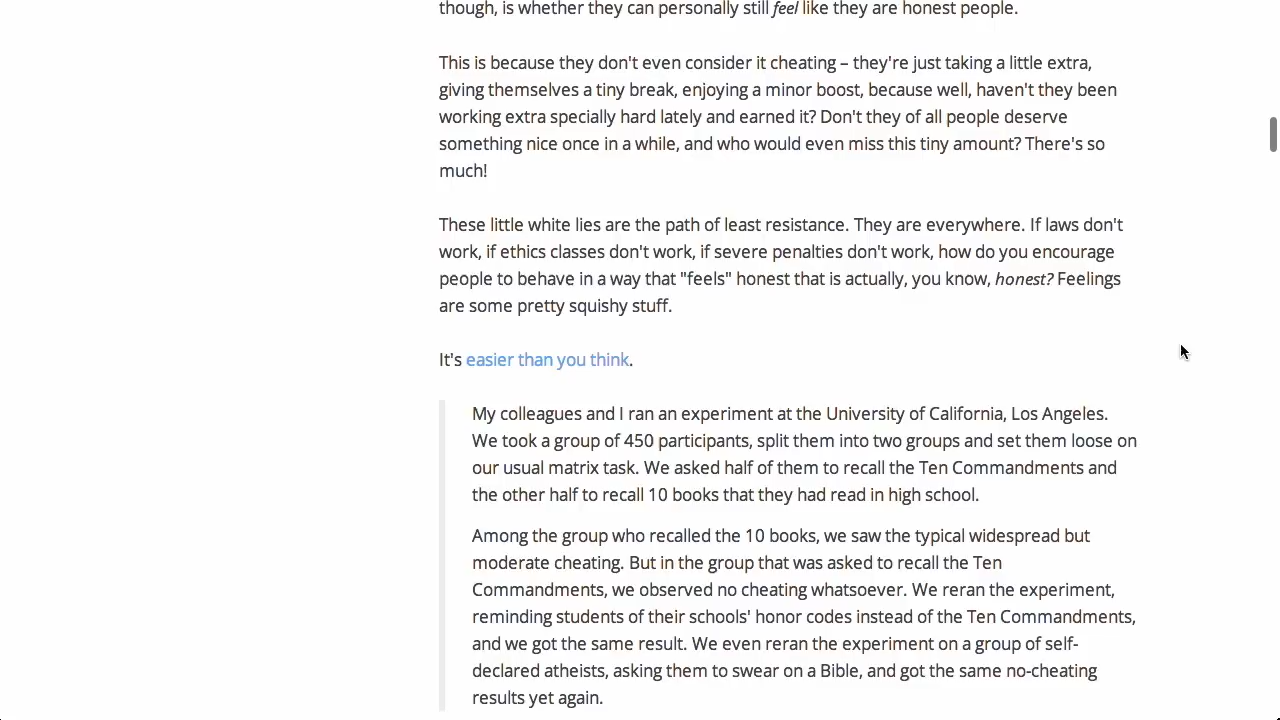 though, is whether they can personally still feel like they are honest people.
This is because they don't even consider it cheating – they're just taking a little extra,
giving themselves a tiny break, enjoying a minor boost, because well, haven't they been
working extra specially hard lately and earned it? Don't they of all people deserve
something nice once in a while, and who would even miss this tiny amount? There's so
much!
These little white lies are the path of least resistance. They are everywhere. If laws don't
work, if ethics classes don't work, if severe penalties don't work, how do you encourage
people to behave in a way that "feels" honest that is actually, you know, honest? Feelings
are some pretty squishy stuff.
It's easier than you think.
My colleagues and I ran an experiment at the University of California, Los Angeles.
We took a group of 450 participants, split them into two groups and set them loose on
our usual matrix task. We asked half of them to recall the Ten Commandments and
the other half to recall 10 books that they had read in high school.
Among the group who recalled the 10 books, we saw the typical widespread but
moderate cheating. But in the group that was asked to recall the Ten
Commandments, we observed no cheating whatsoever. We reran the experiment,
reminding students of their schools' honor codes instead of the Ten Commandments,
and we got the same result. We even reran the experiment on a group of self-
declared atheists, asking them to swear on a Bible, and got the same no-cheating
results yet again.